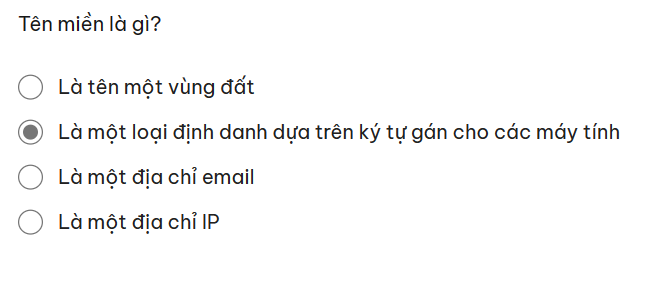 Tên miền là gì?
Là tên một vùng đất
Là một loại định danh dựa trên ký tự gán cho các máy tính
Là một địa chỉ email
Là một địa chỉ IP